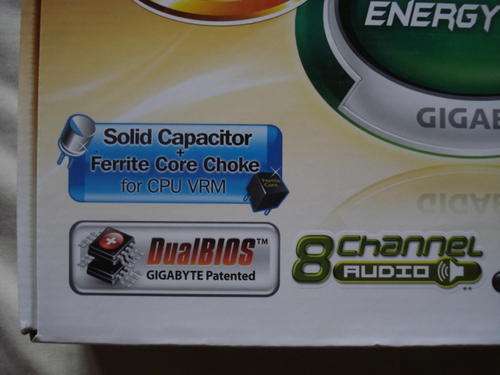 ENERGY
GIGAB
Solid Capacitor
+
Ferrite Core Choke
for CPU VRM
DualBIOS™
GIGABYTE Patented
8 Channel
AUDIO